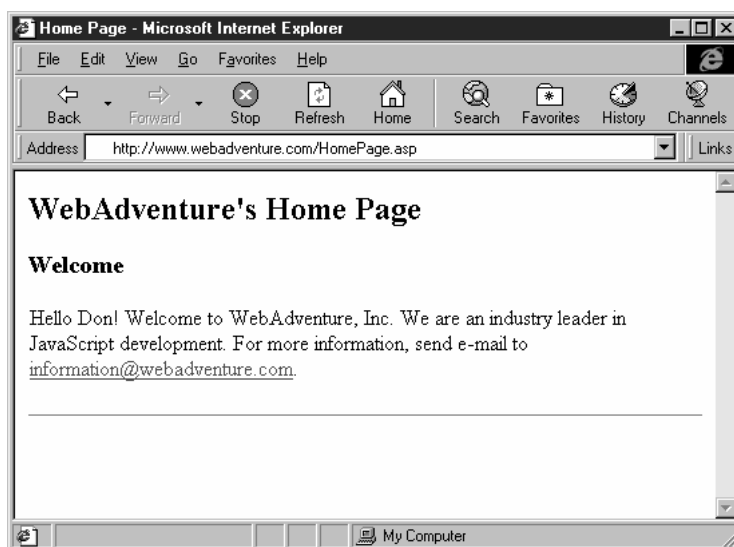 Home Page - Microsoft Internet Explorer
File Edit View Go Favorites Help
Back Forward Stop Refresh Home Search Favorites History Channels
Address http://www.webadventure.com/HomePage.asp Links
WebAdventure's Home Page
Welcome
Hello Don! Welcome to WebAdventure, Inc. We are an industry leader in
JavaScript development. For more information, send e-mail to
information@webadventure.com.
My Computer